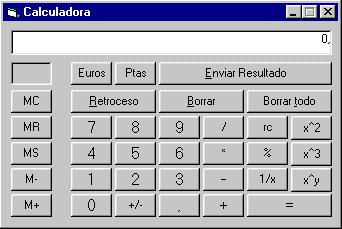 Calculadora
0,
Euros Ptas Enviar Resultado
MC Retroceso Borrar Borrar todo
MR 7 8 9 / rc x^2
MS 4 5 6 * % x^3
M- 1 2 3 - 1/x x^y
M+ 0 +/- , + =